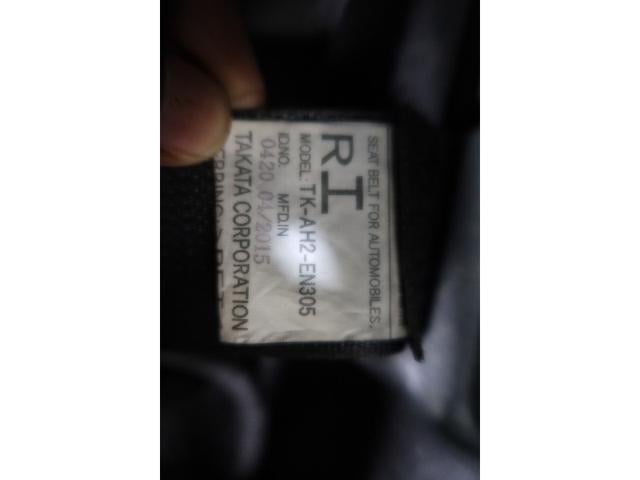 SEAT BELT FOR AUTOMOBILES.
RI
MODEL: TK-AH2-EN305
ID.NO. MFD.IN
0420 04/2015
TAKATA CORPORATION